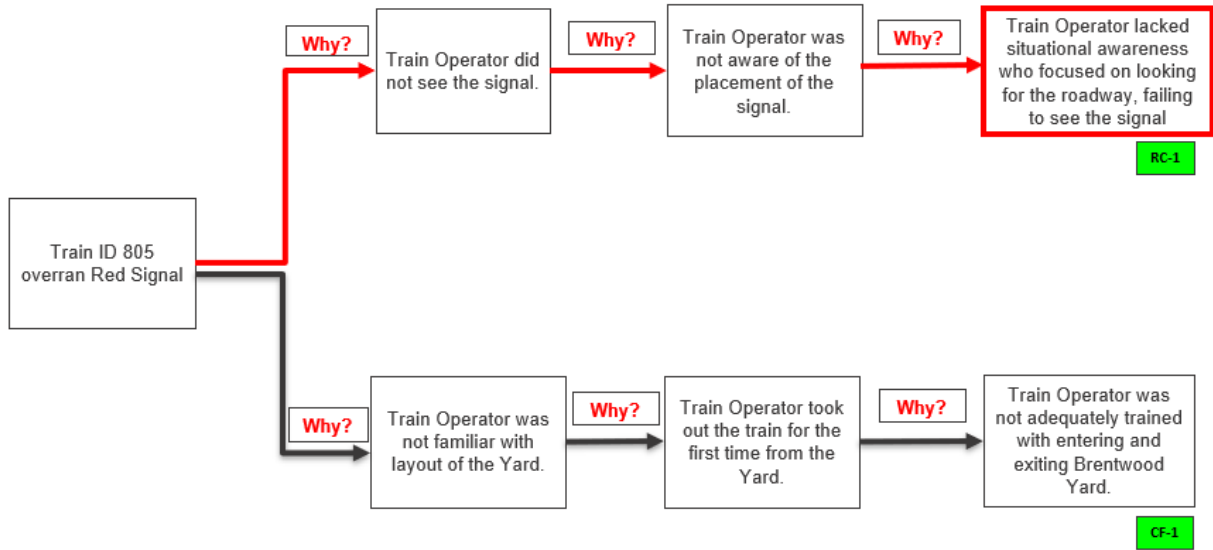 Why?
Train Operator did
not see the signal.
Why?
Train Operator was
not aware of the
placement of the
signal.
Why?
Train Operator lacked
situational awareness
who focused on looking
for the roadway, failing
to see the signal
RC-1
Train ID 805
overran Red Signal
Why?
Train Operator was
not familiar with
layout of the Yard.
Why?
Train Operator took
out the train for the
first time from the
Yard.
Why?
Train Operator was
not adequately trained
with entering and
exiting Brentwood
Yard.
CF-1